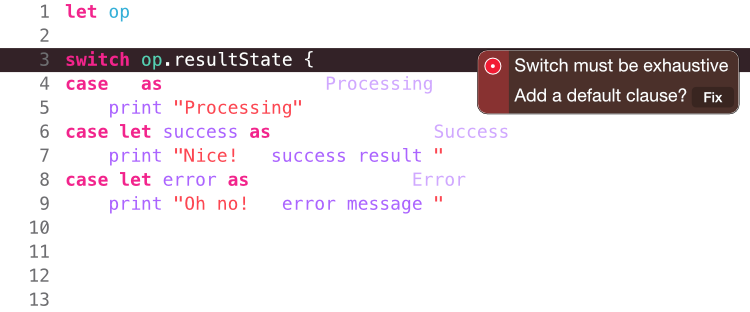 1 let op
2
3 switch op.resultState {
Switch must be exhaustive
Add a default clause? Fix
4 case as Processing
5 print "Processing"
6 case let success as Success
7 print "Nice! success result "
8 case let error as Error
9 print "Oh no! error message "
10
11
12
13